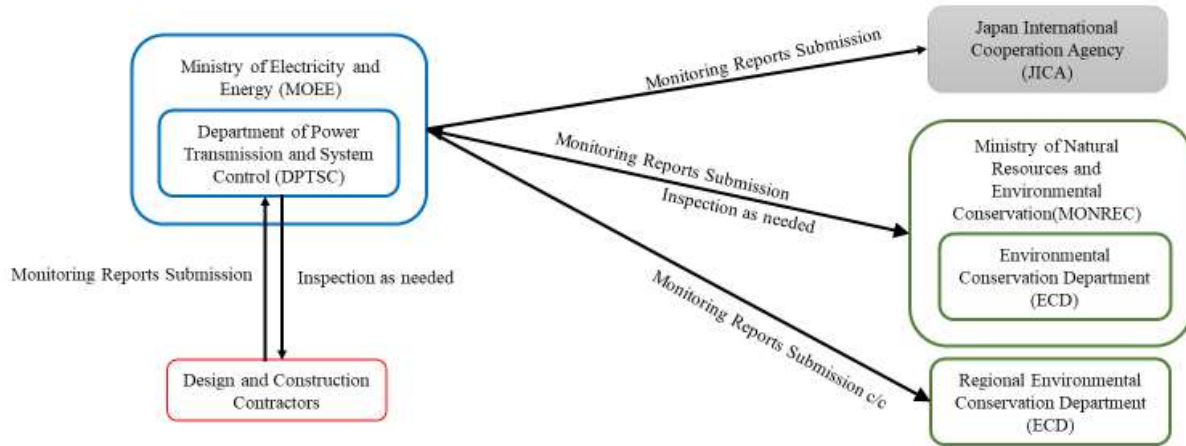 Ministry of Electricity and
Energy (MOEE)
Department of Power
Transmission and System
Control (DPTSC)
Monitoring Reports Submission
Inspection as needed
Design and Construction
Contractors
Monitoring Reports Submission
Monitoring Reports Submission
Inspection as needed
Monitoring Reports Submission c/c
Japan International
Cooperation Agency
(JICA)
Ministry of Natural
Resources and
Environmental
Conservation(MONREC)
Environmental
Conservation Department
(ECD)
Regional Environmental
Conservation Department
(ECD)